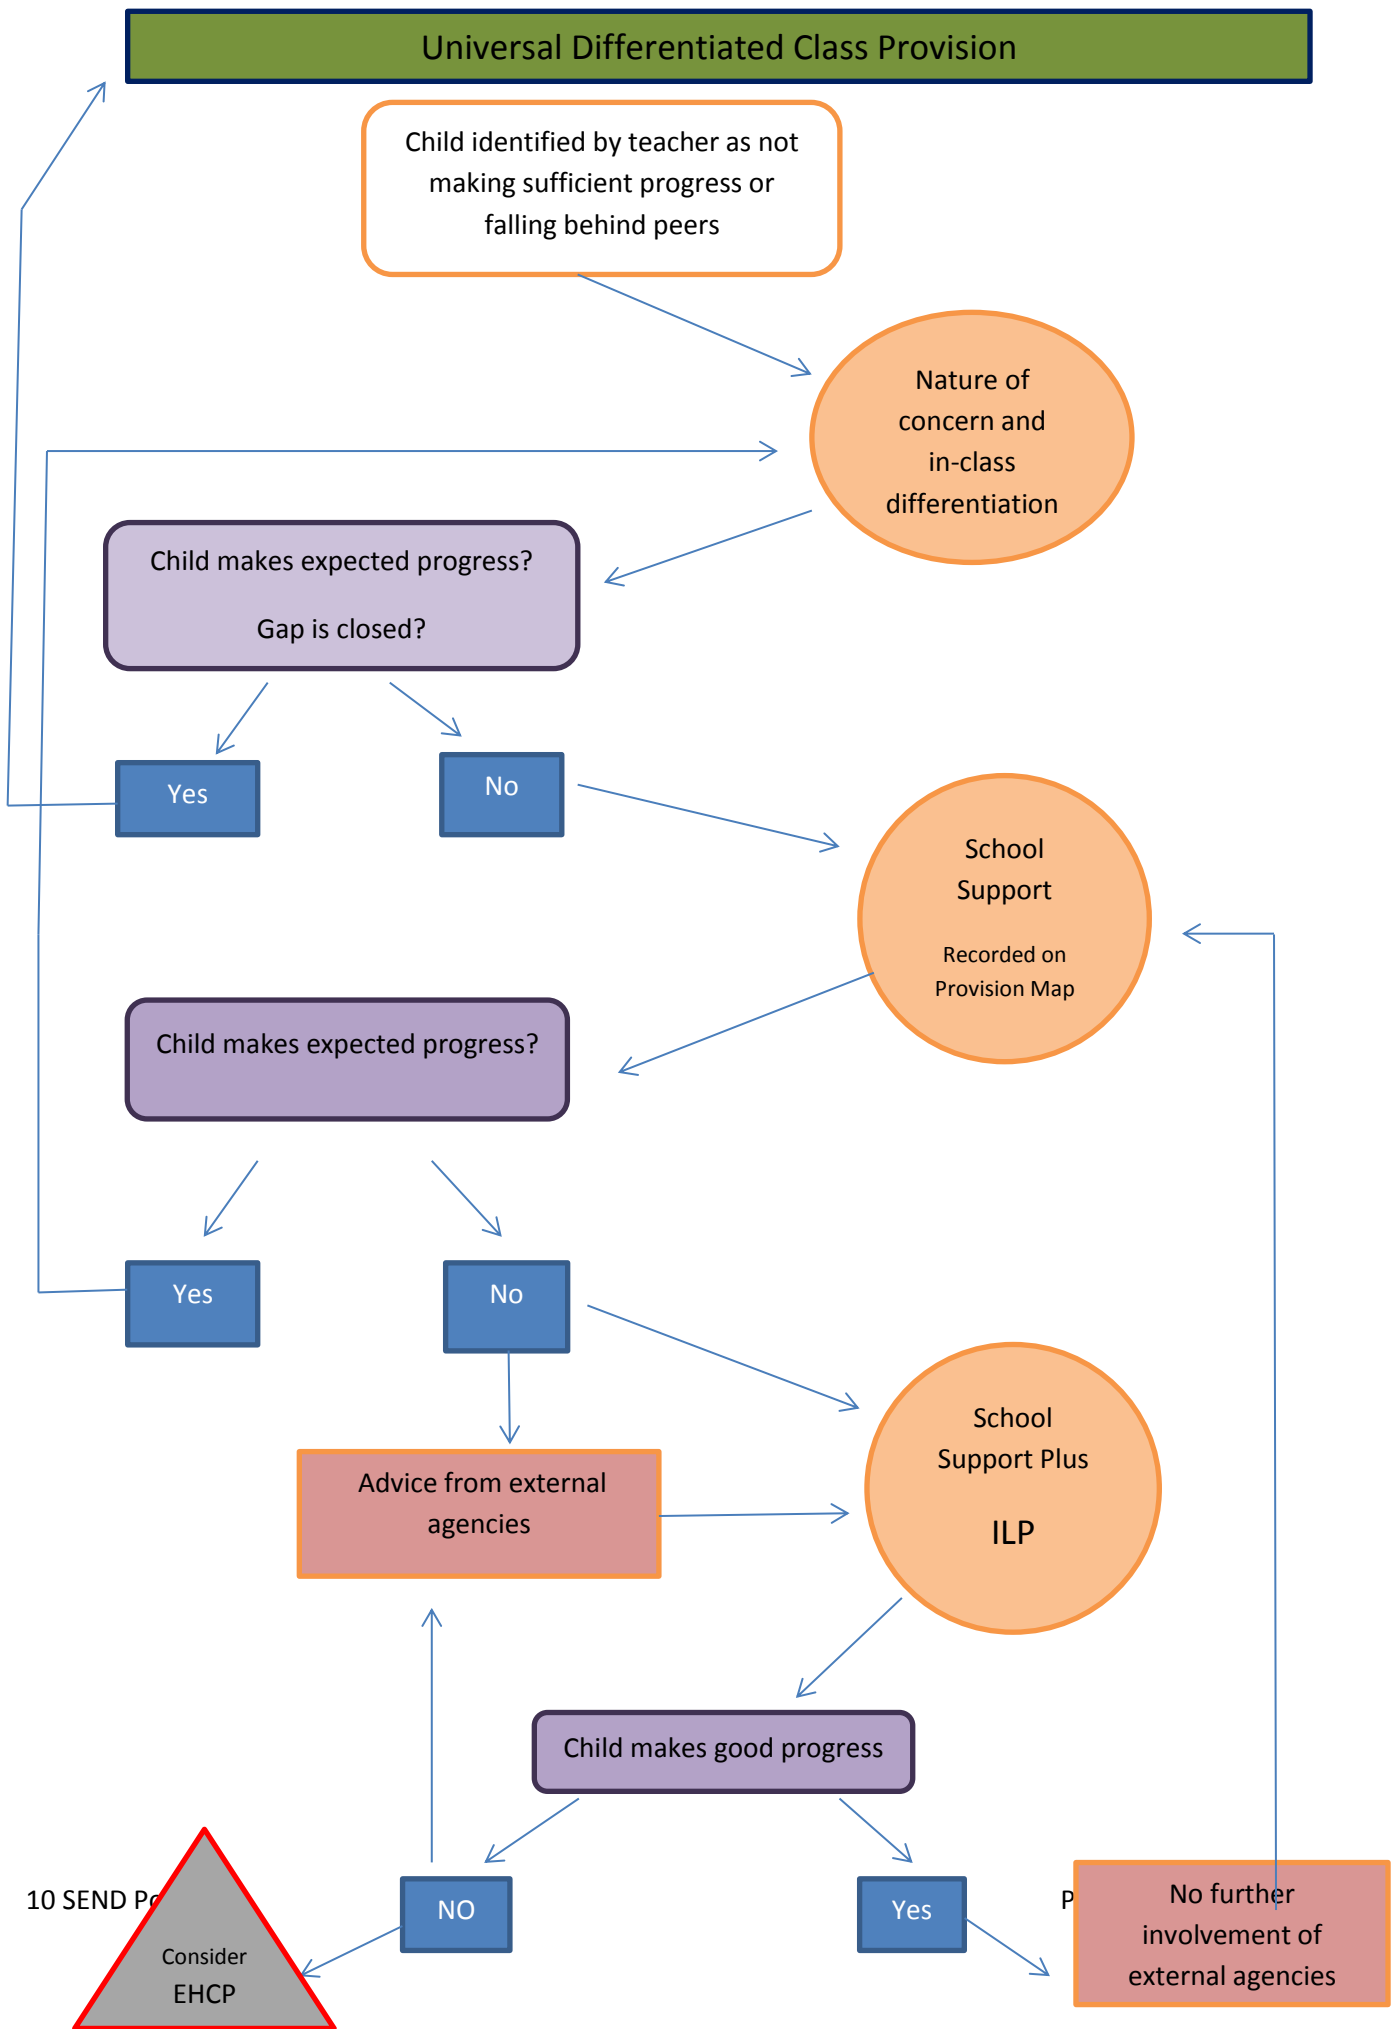 Universal Differentiated Class Provision
Child identified by teacher as not
making sufficient progress or
falling behind peers
Nature of
concern and
in-class
differentiation
Child makes expected progress?
Gap is closed?
Yes
No
School
Support
Recorded on
Provision Map
Child makes expected progress?
Yes
No
School
Support Plus
ILP
Advice from external
agencies
Child makes good progress
10 SEND
NO
Yes
No further
involvement of
external agencies
Consider
EHCP